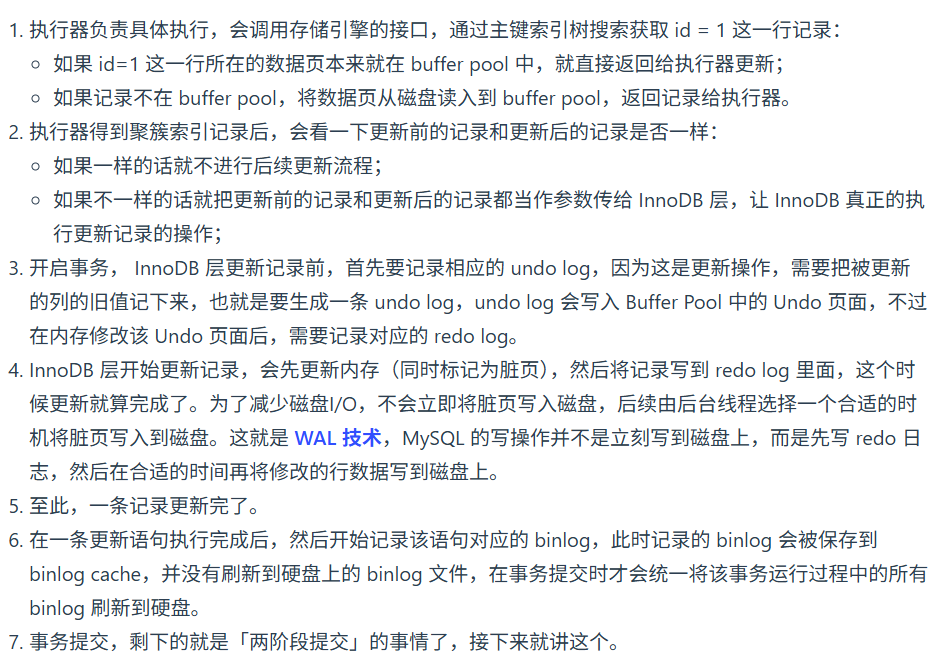 1. 执行器负责具体执行，会调用存储引擎的接口，通过主键索引树搜索获取 id = 1 这一行记录：
○ 如果 id=1 这一行所在的数据页本来就在 buffer pool 中，就直接返回给执行器更新；
○ 如果记录不在 buffer pool，将数据页从磁盘读入到 buffer pool，返回记录给执行器。
2. 执行器得到聚簇索引记录后，会看一下更新前的记录和更新后的记录是否一样：
○ 如果一样的话就不进行后续更新流程；
○ 如果不一样的话就把更新前的记录和更新后的记录都当作参数传给 InnoDB 层，让 InnoDB 真正的执
行更新记录的操作；
3. 开启事务， InnoDB 层更新记录前，首先要记录相应的 undo log，因为这是更新操作，需要把被更新
的列的旧值记下来，也就是要生成一条 undo log，undo log 会写入 Buffer Pool 中的 Undo 页面，不过
在内存修改该 Undo 页面后，需要记录对应的 redo log。
4. InnoDB 层开始更新记录，会先更新内存（同时标记为脏页），然后将记录写到 redo log 里面，这个时
候更新就算完成了。为了减少磁盘I/O，不会立即将脏页写入磁盘，后续由后台线程选择一个合适的时
机将脏页写入到磁盘。这就是 WAL 技术，MySQL 的写操作并不是立刻写到磁盘上，而是先写 redo 日
志，然后在合适的时间再将修改的行数据写到磁盘上。
5. 至此，一条记录更新完了。
6. 在一条更新语句执行完成后，然后开始记录该语句对应的 binlog，此时记录的 binlog 会被保存到
binlog cache，并没有刷新到硬盘上的 binlog 文件，在事务提交时才会统一将该事务运行过程中的所有
binlog 刷新到硬盘。
7. 事务提交，剩下的就是「两阶段提交」的事情了，接下来就讲这个。